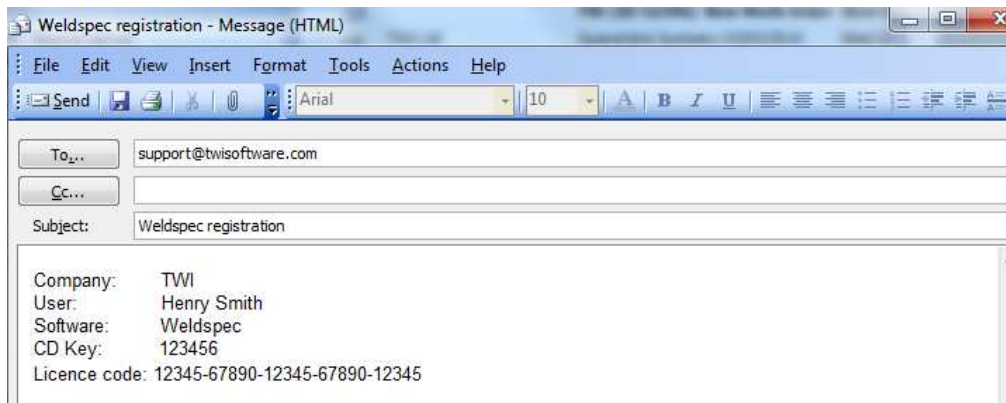 Weldspec registration - Message (HTML)
File Edit View Insert Format Tools Actions Help
Send Arial 10 A B I U
To... support@twisoftware.com
Cc...
Subject: Weldspec registration
Company: TWI
User: Henry Smith
Software: Weldspec
CD Key: 123456
Licence code: 12345-67890-12345-67890-12345